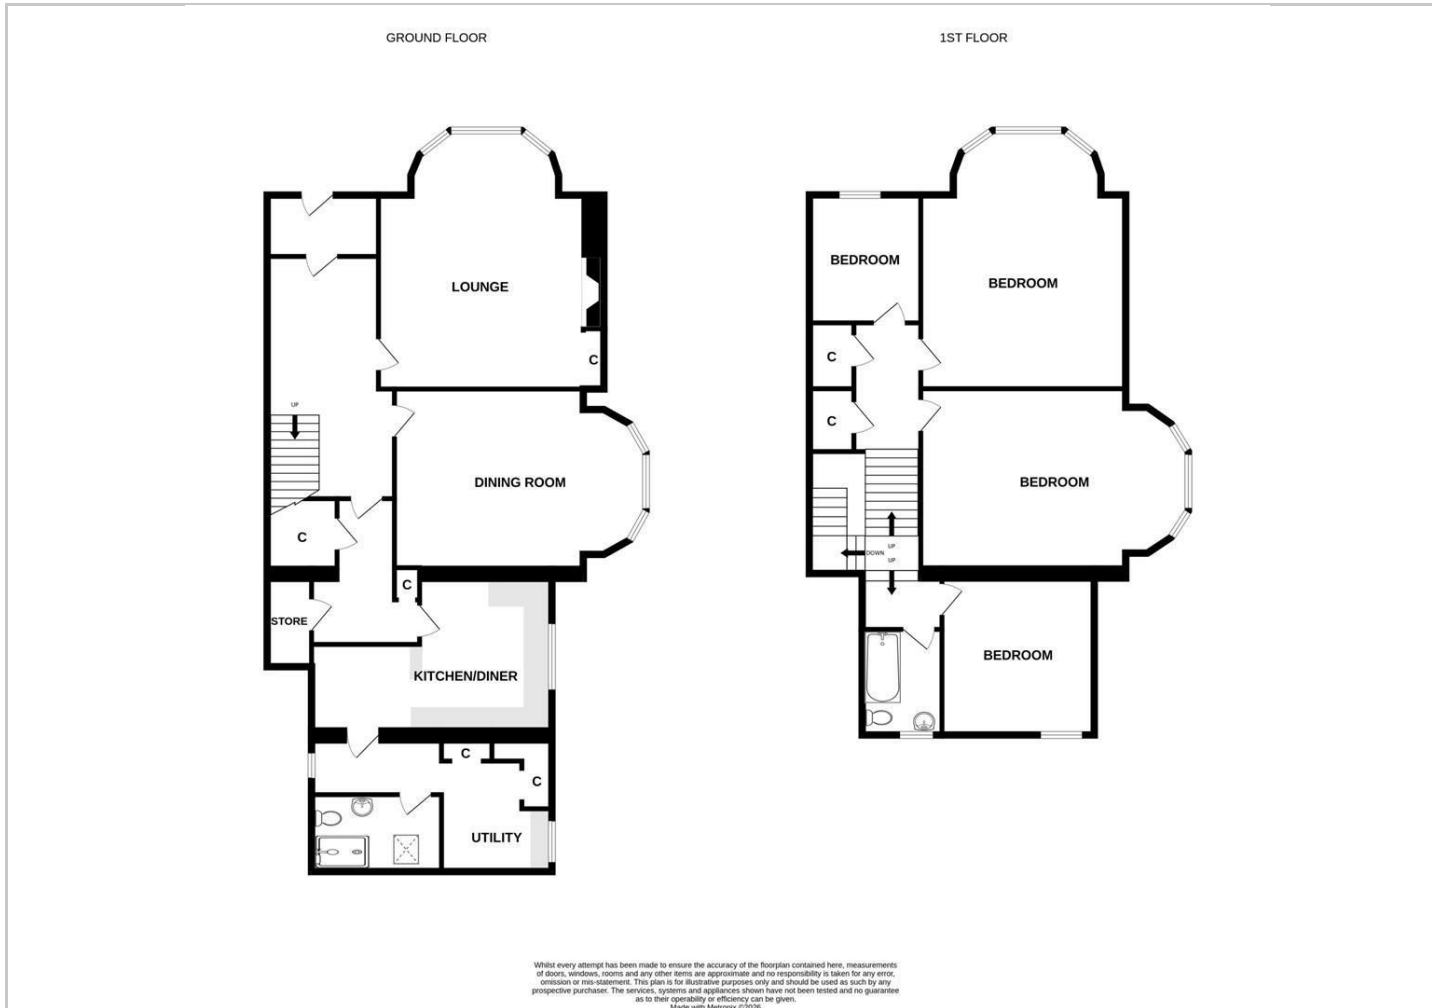 GROUND FLOOR
1ST FLOOR
LOUNGE
C
UP
DINING ROOM
C
C
STORE
KITCHEN/DINER
C
C
UTILITY
BEDROOM
BEDROOM
C
C
BEDROOM
UP
DOWN
UP
BEDROOM
Whilst every attempt has been made to ensure the accuracy of the floorplan contained here, measurements
of doors, windows, rooms and any other items are approximate and no responsibility is taken for any error,
omission or mis-statement. This plan is for illustrative purposes only and should be used as such by any
prospective purchaser. The services, systems and appliances shown have not been tested and no guarantee
as to their operability or efficiency can be given.
Made with Metropix ©2026